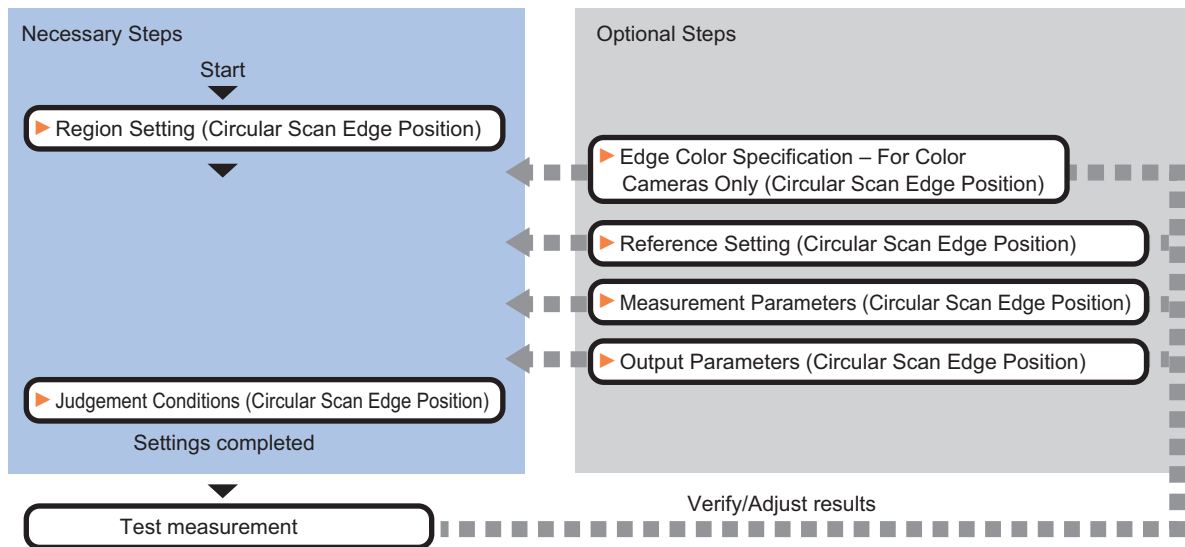 Necessary Steps
Start
Region Setting (Circular Scan Edge Position)
Judgement Conditions (Circular Scan Edge Position)
Settings completed
Test measurement
Optional Steps
Edge Color Specification – For Color
Cameras Only (Circular Scan Edge Position)
Reference Setting (Circular Scan Edge Position)
Measurement Parameters (Circular Scan Edge Position)
Output Parameters (Circular Scan Edge Position)
Verify/Adjust results